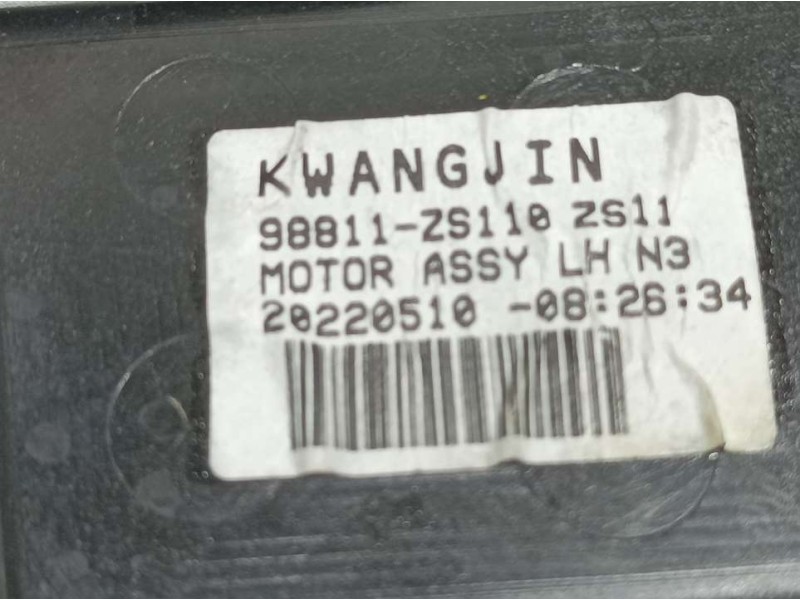 KWANGJIN
98811-ZS110 ZS11
MOTOR ASSY LH N3
20220510 -08:26:34